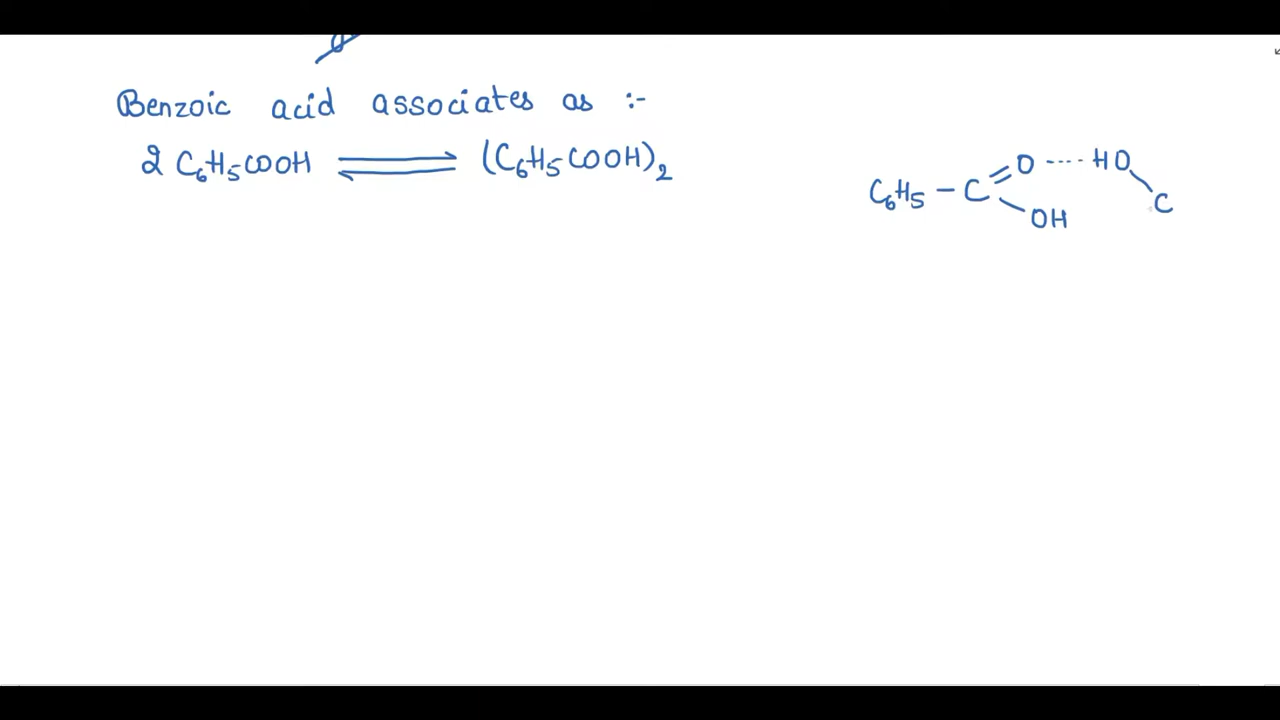 Benzoic acid associates as :-
2 C₆H₅COOH ⇌ (C₆H₅COOH)₂
O ---- HO
C₆H₅ – C C
OH